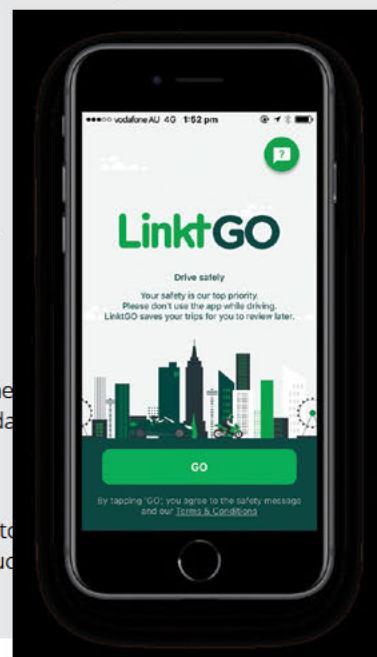 vodafone AU 4G 1:52 pm
?
LinktGO
Drive safely
Your safety is our top priority.
Please don't use the app while driving.
LinktGO saves your trips for you to review later.
GO
By tapping 'GO', you agree to the safety message
and our Terms & Conditions